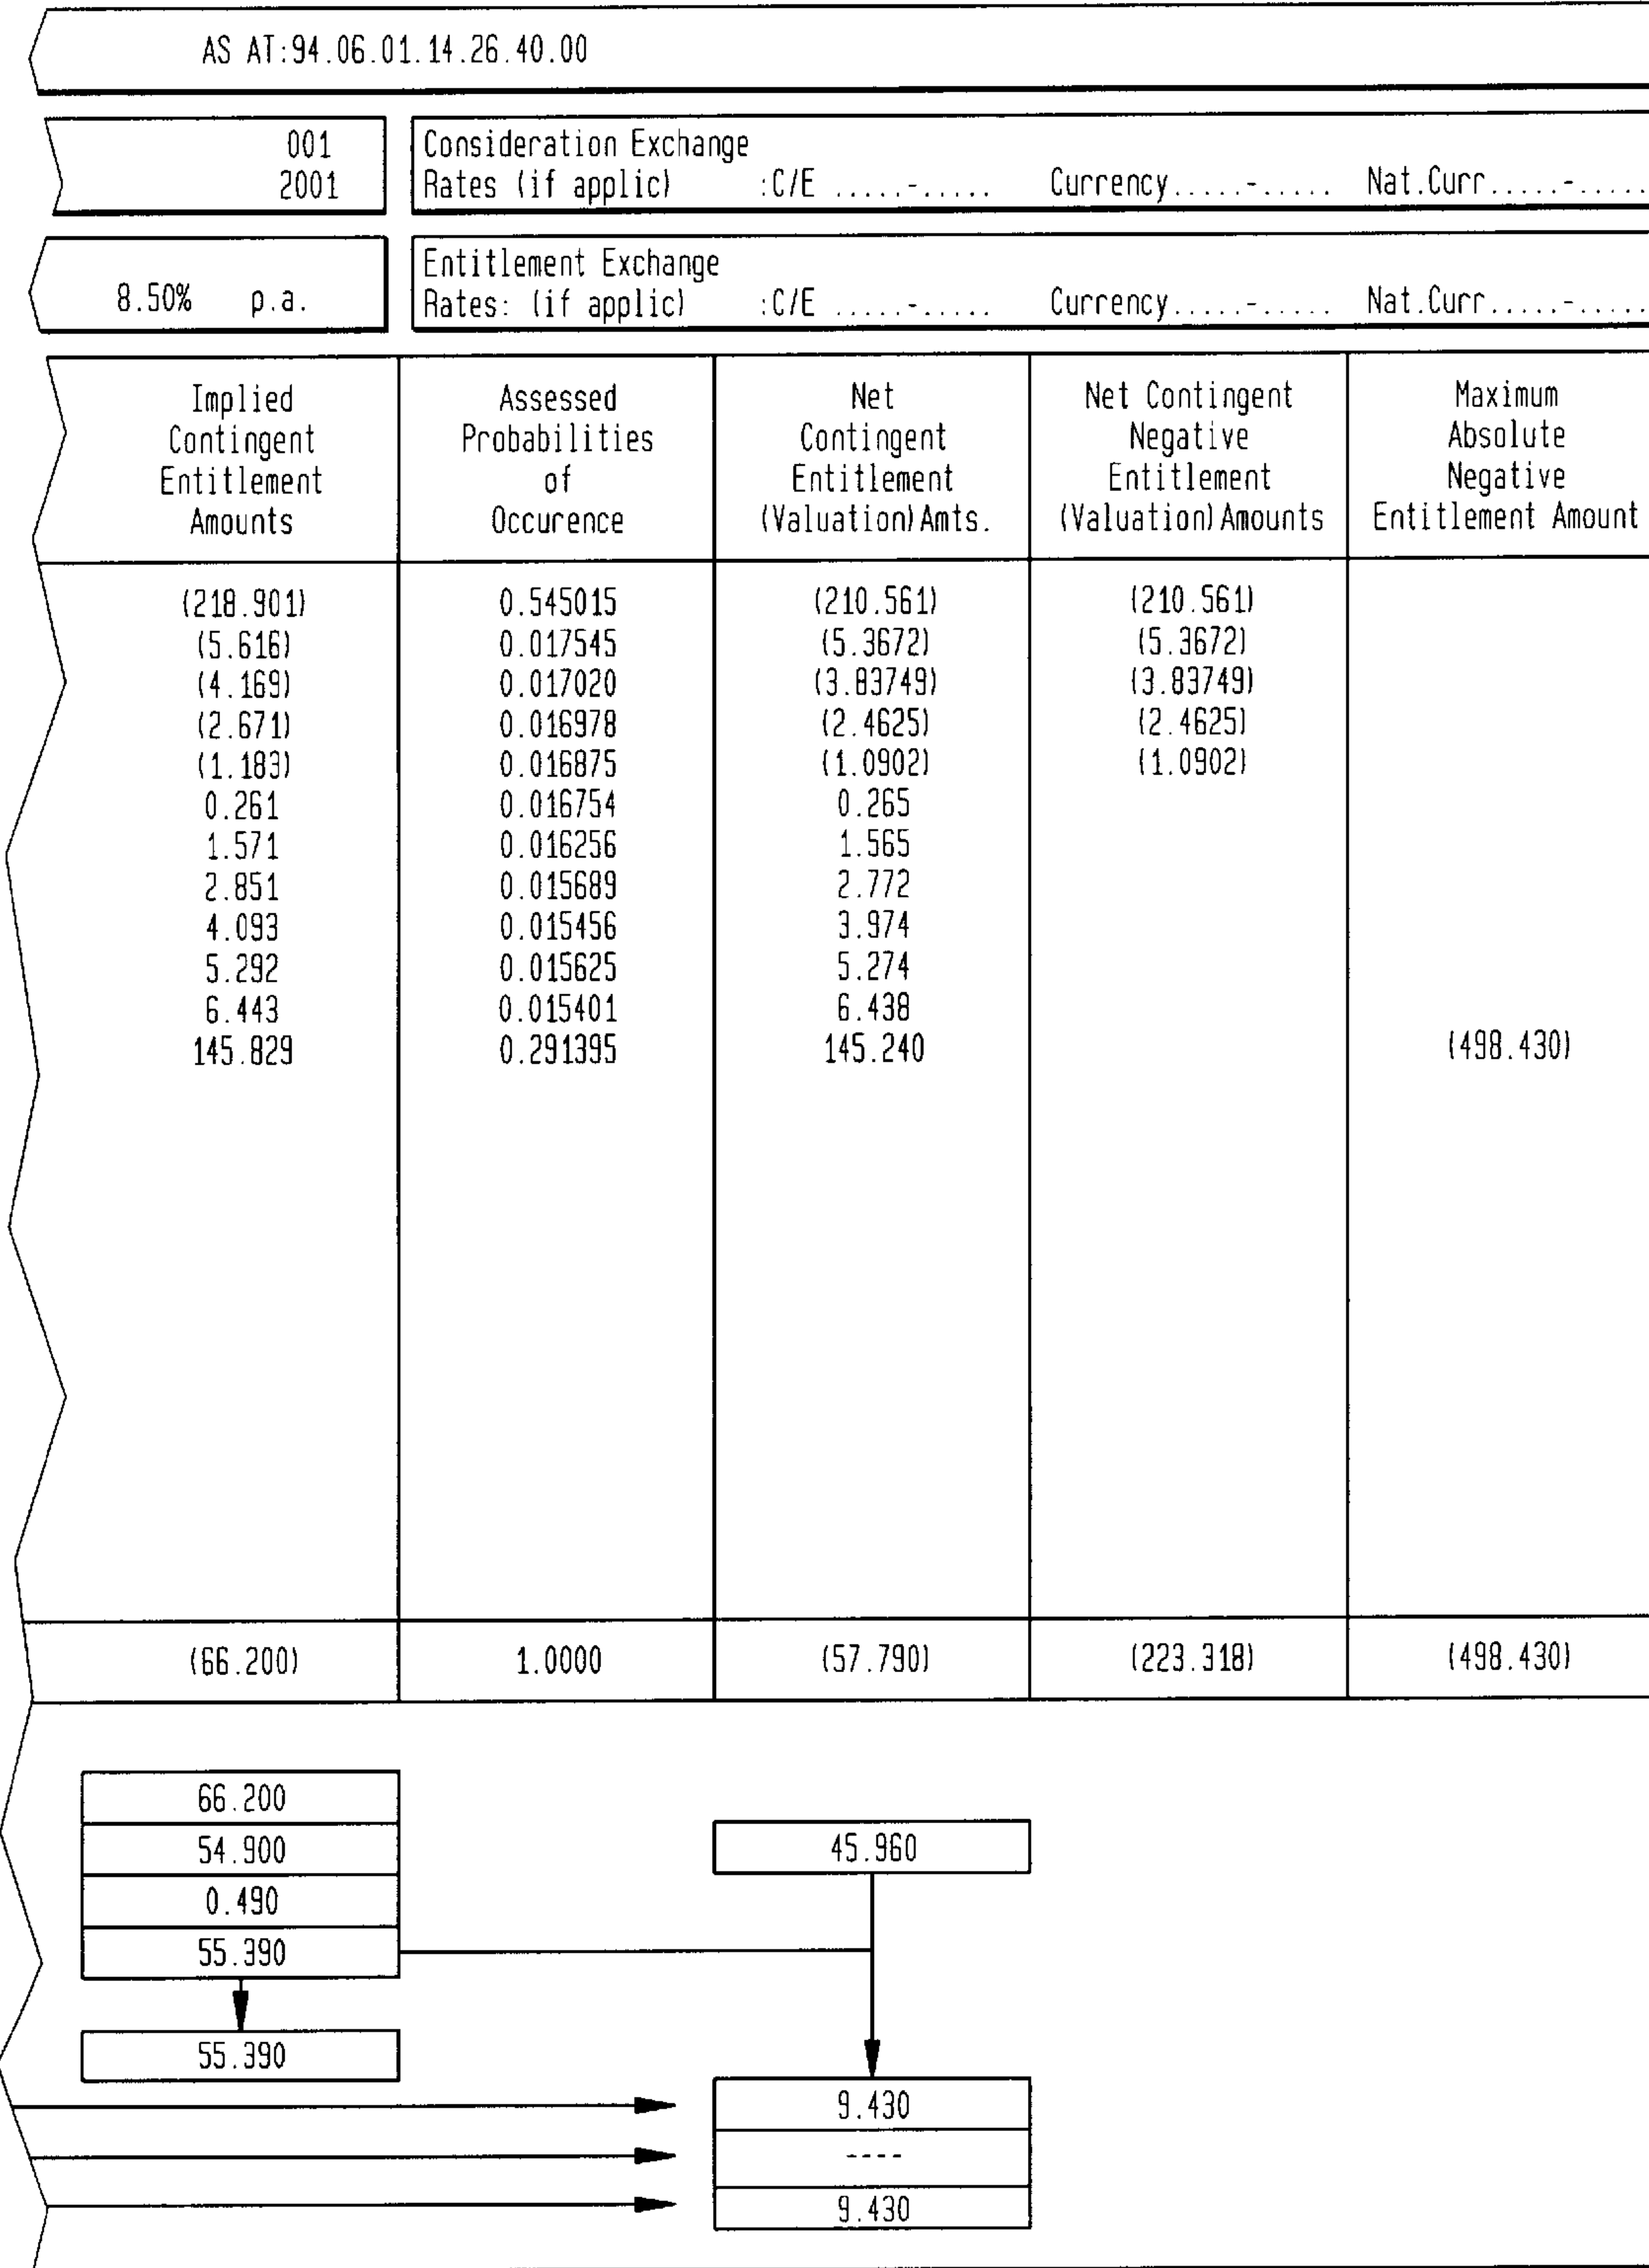 AS AT:94.06.01.14.26.40.00
001
2001
Consideration Exchange
Rates (if applic) :C/E .....-..... Currency.....-..... Nat.Curr.....-.....
8.50% p.a.
Entitlement Exchange
Rates: (if applic) :C/E .....-..... Currency.....-..... Nat.Curr.....-.....
Implied Assessed Net Net Contingent Maximum
Contingent Probabilities Contingent Negative Absolute
Entitlement of Entitlement Entitlement Negative
Amounts Occurence (Valuation)Amts. (Valuation)Amounts Entitlement Amount
(218.901) 0.545015 (210.561) (210.561)
(5.616) 0.017545 (5.3672) (5.3672)
(4.169) 0.017020 (3.83749) (3.83749)
(2.671) 0.016978 (2.4625) (2.4625)
(1.183) 0.016875 (1.0902) (1.0902)
0.261 0.016754 0.265
1.571 0.016256 1.565
2.851 0.015689 2.772
4.093 0.015456 3.974
5.292 0.015625 5.274
6.443 0.015401 6.438
145.829 0.291395 145.240 (498.430)
(66.200) 1.0000 (57.790) (223.318) (498.430)
66.200
54.900 45.960
0.490
55.390
55.390
9.430
----
9.430